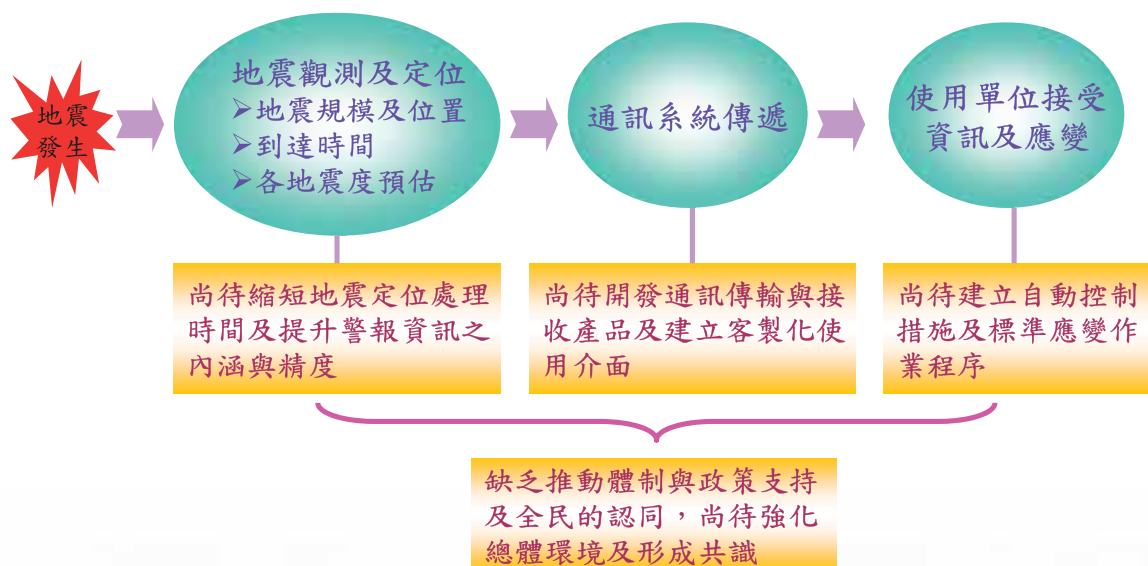 地震
發生
地震觀測及定位
➢地震規模及位置
➢到達時間
➢各地震度預估
通訊系統傳遞
使用單位接受
資訊及應變
尚待縮短地震定位處理
時間及提升警報資訊之
內涵與精度
尚待開發通訊傳輸與接
收產品及建立客製化使
用介面
尚待建立自動控制
措施及標準應變作
業程序
缺乏推動體制與政策支持
及全民的認同，尚待強化
總體環境及形成共識